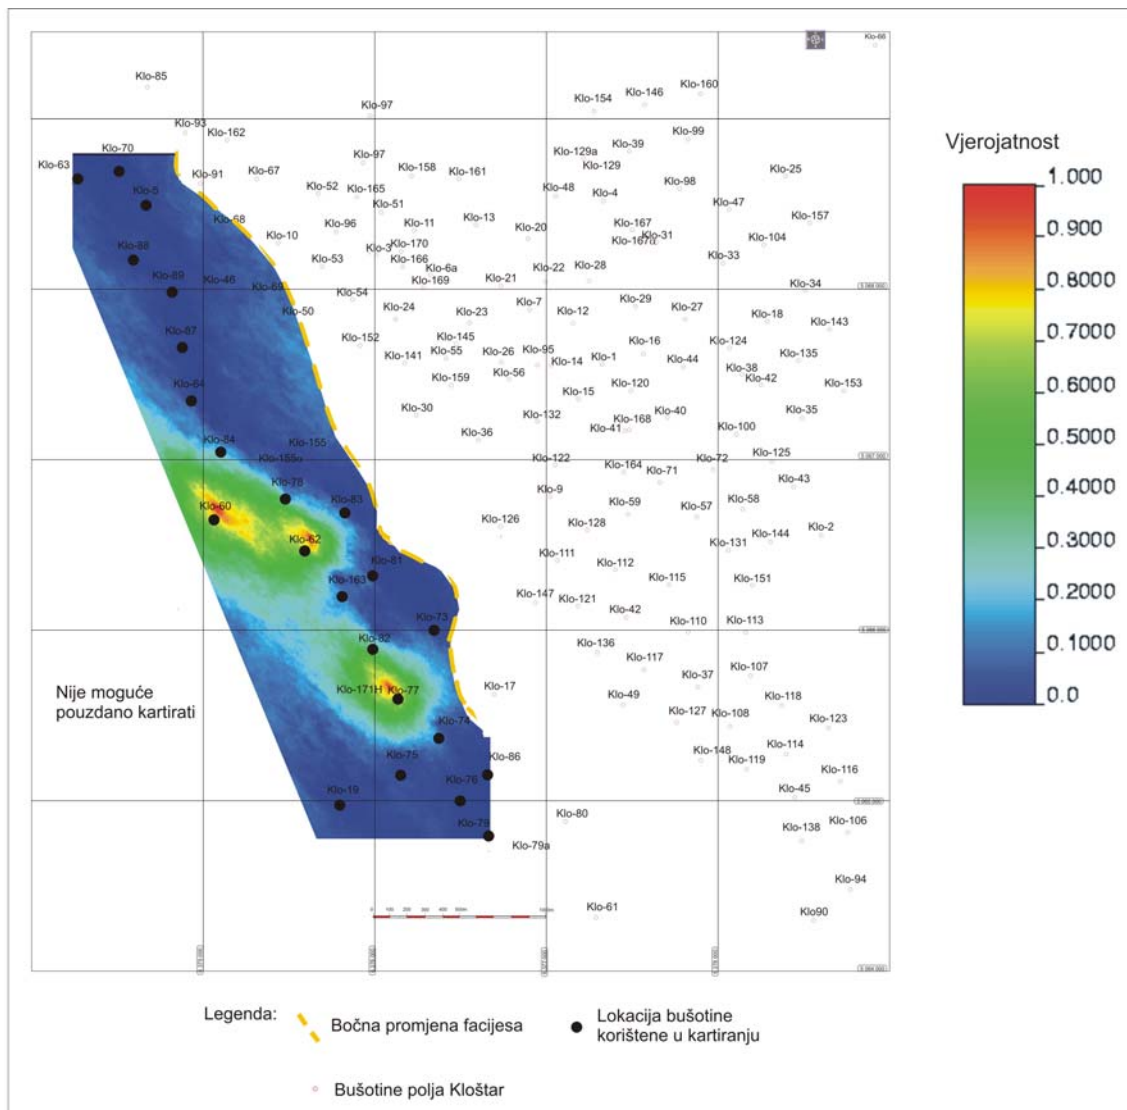 Klo-66
Klo-85
Klo-160
Klo-146
Klo-154
Klo-97
Klo-93
Klo-162
Klo-99
Klo-39
Klo-70
Klo-129a
Klo-129
Klo-97
Klo-158
Klo-161
Klo-63
Klo-67
Klo-91
Klo-25
Klo-52
Klo-165
Klo-48
Klo-4
Klo-98
Klo-5
Klo-51
Klo-47
Klo-68
Klo-96
Klo-11
Klo-13
Klo-20
Klo-167
Klo-157
Klo-10
Klo-3
Klo-170
Klo-167α
Klo-31
Klo-104
Klo-88
Klo-53
Klo-166
Klo-6a
Klo-22
Klo-28
Klo-33
Klo-89
Klo-46
Klo-69
Klo-169
Klo-21
Klo-34
Klo-54
Klo-50
Klo-24
Klo-23
Klo-7
Klo-12
Klo-29
Klo-27
Klo-18
Klo-143
Klo-87
Klo-152
Klo-145
Klo-141
Klo-55
Klo-26
Klo-95
Klo-14
Klo-1
Klo-16
Klo-44
Klo-124
Klo-135
Klo-64
Klo-159
Klo-56
Klo-15
Klo-120
Klo-38
Klo-42
Klo-153
Klo-30
Klo-132
Klo-41
Klo-168
Klo-40
Klo-35
Klo-84
Klo-155
Klo-36
Klo-100
Klo-155α
Klo-122
Klo-164
Klo-71
Klo-72
Klo-125
Klo-78
Klo-9
Klo-43
Klo-60
Klo-83
Klo-126
Klo-128
Klo-59
Klo-57
Klo-58
Klo-62
Klo-2
Klo-144
Klo-131
Klo-81
Klo-111
Klo-112
Klo-163
Klo-115
Klo-151
Klo-147
Klo-121
Klo-42
Klo-73
Klo-110
Klo-113
Klo-82
Klo-136
Klo-117
Klo-107
Klo-171H
Klo-77
Klo-17
Klo-37
Klo-49
Klo-118
Klo-74
Klo-127
Klo-108
Klo-123
Klo-75
Klo-86
Klo-148
Klo-119
Klo-114
Klo-76
Klo-116
Klo-19
Klo-45
Klo-79
Klo-80
Klo-138
Klo-106
Klo-79a
Klo-94
Klo-61
Klo90
Nije moguće
pouzdano kartirati
Vjerojatnost
1.000
0.900
0.8000
0.7000
0.6000
0.5000
0.4000
0.3000
0.2000
0.1000
0.0
Legenda:
Bočna promjena facijesa
Lokacija bušotine
korištene u kartiranju
Bušotine polja Kloštar